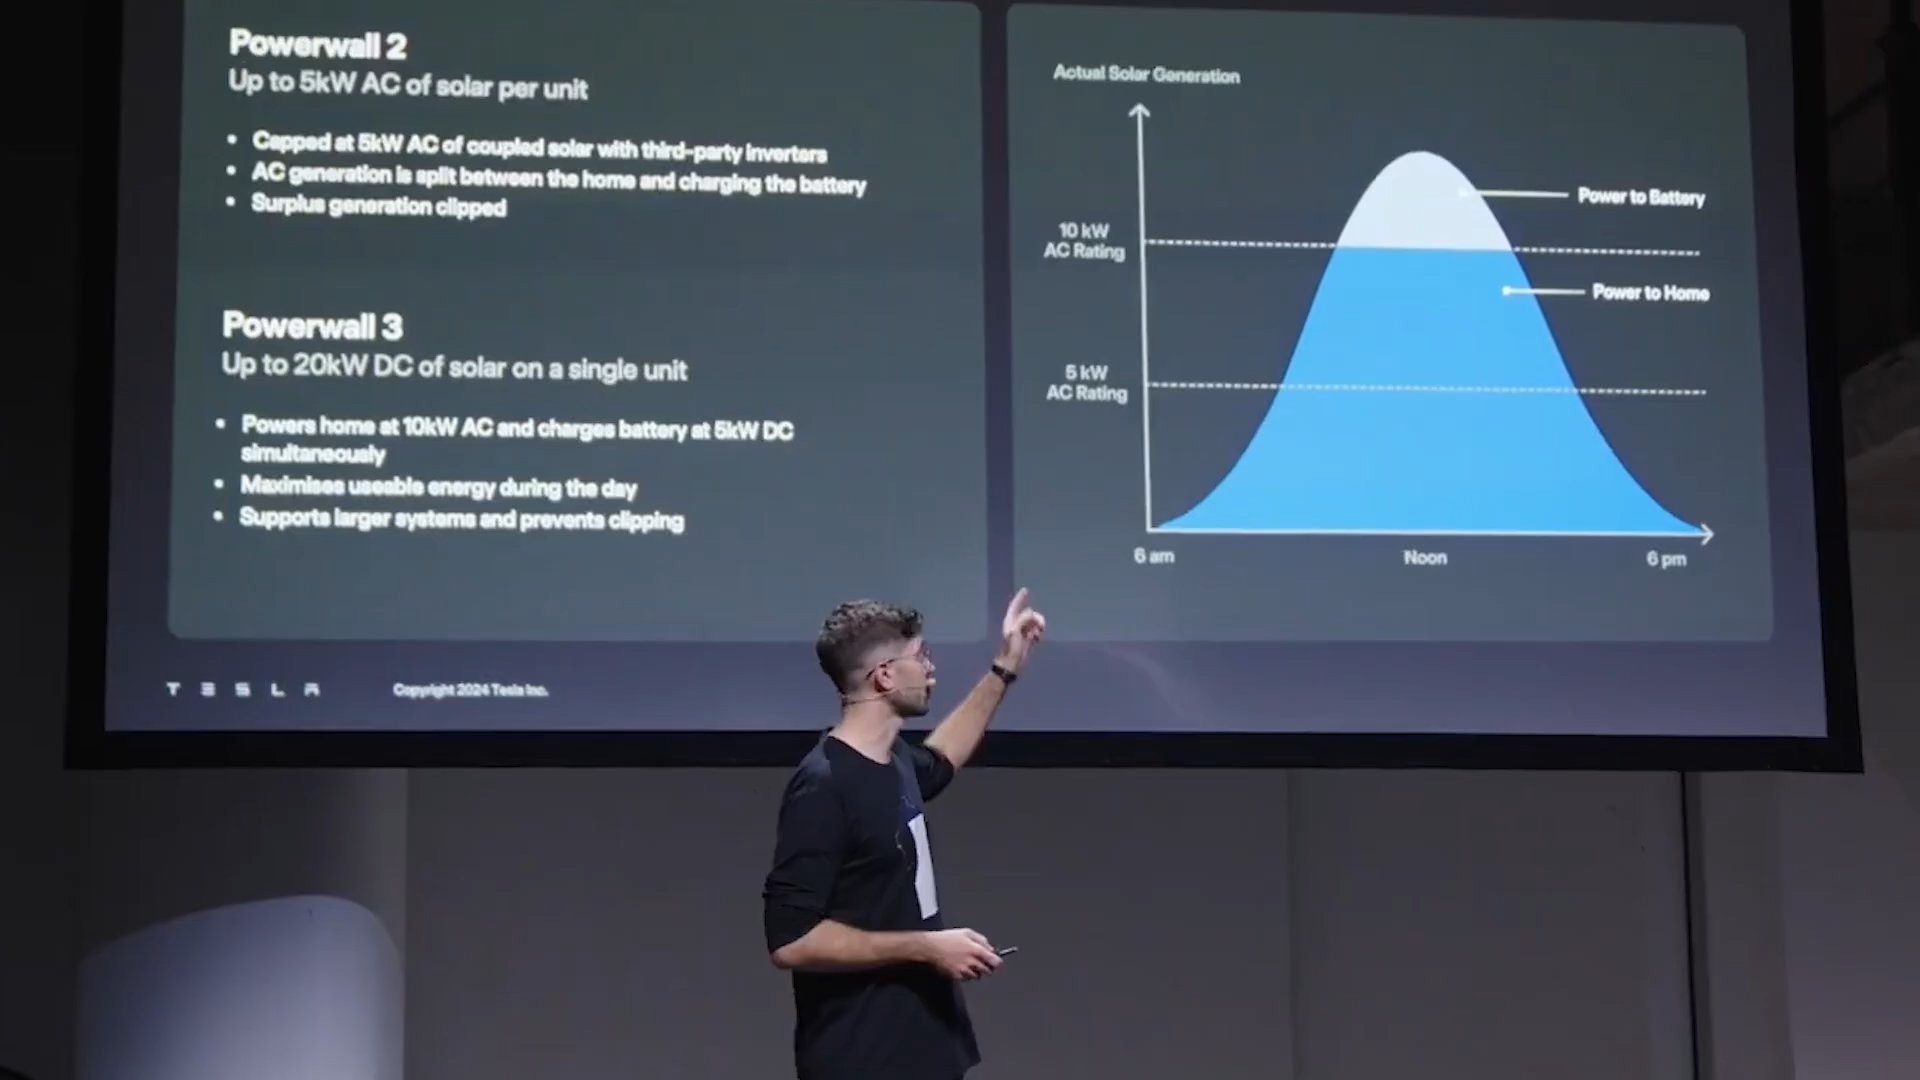 Powerwall 2
Up to 5kW AC of solar per unit
• Capped at 5kW AC of coupled solar with third-party inverters
• AC generation is split between the home and charging the battery
• Surplus generation clipped
Powerwall 3
Up to 20kW DC of solar on a single unit
• Powers home at 10kW AC and charges battery at 5kW DC
simultaneously
• Maximises useable energy during the day
• Supports larger systems and prevents clipping
Actual Solar Generation
Power to Battery
10 kW
AC Rating
Power to Home
5 kW
AC Rating
6 am
Noon
6 pm
TESLA
Copyright 2024 Tesla Inc.